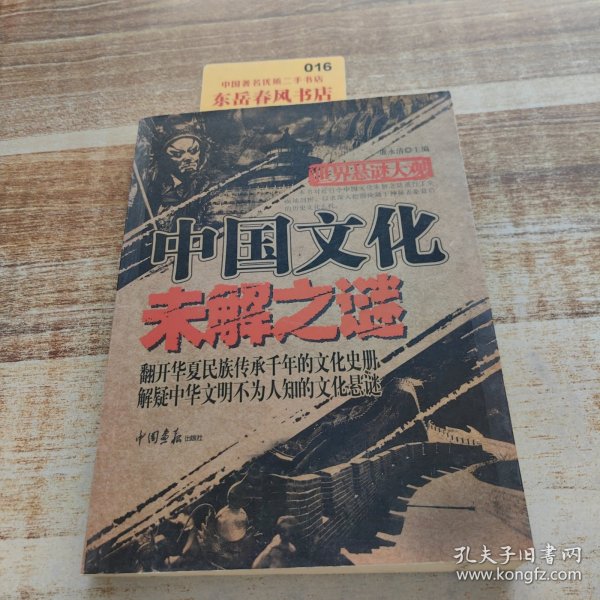 016
中国著名优质二手书店
东岳春风书店
永清◎主编
世界悬谜大观
中国文化
未解之谜
翻开华夏民族传承千年的文化史册
解疑中华文明不为人知的文化悬谜
中国画报出版社
孔夫子旧书网
www.kongfz.com